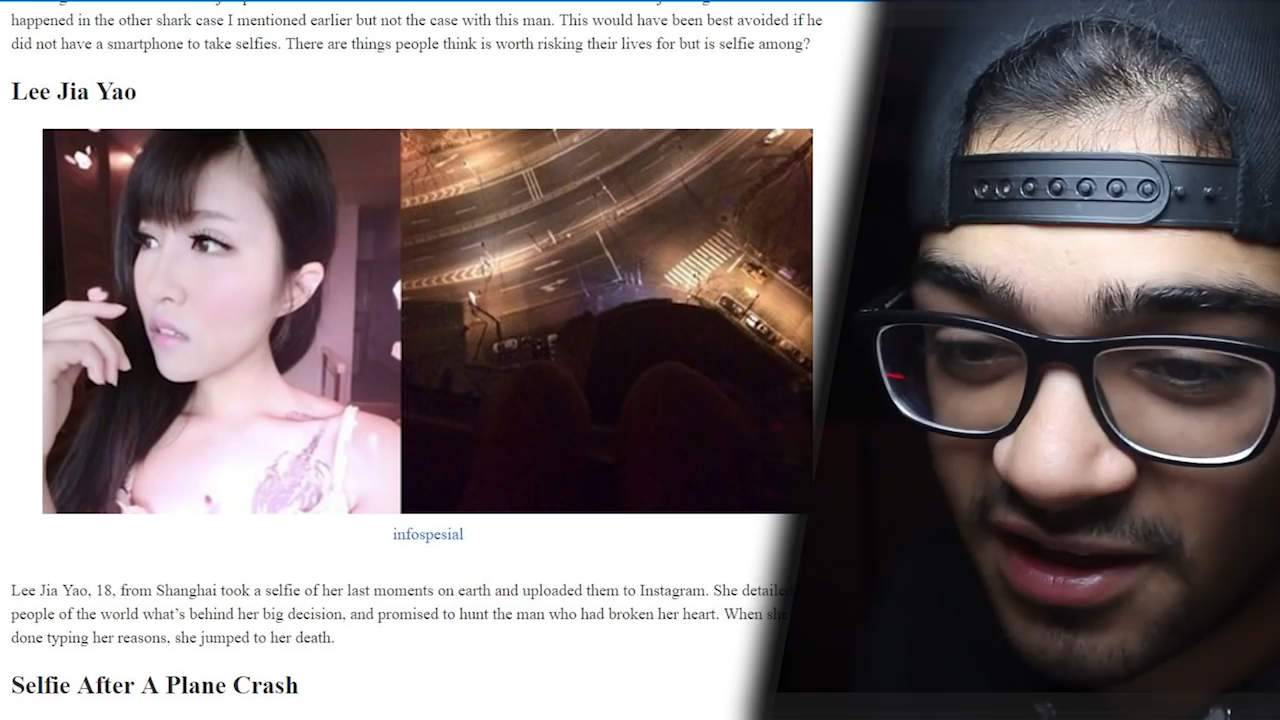 happened in the other shark case I mentioned earlier but not the case with this man. This would have been best avoided if he
did not have a smartphone to take selfies. There are things people think is worth risking their lives for but is selfie among?
Lee Jia Yao
infospesial
Lee Jia Yao, 18, from Shanghai took a selfie of her last moments on earth and uploaded them to Instagram. She detailed
people of the world what's behind her big decision, and promised to hunt the man who had broken her heart. When she
done typing her reasons, she jumped to her death.
Selfie After A Plane Crash